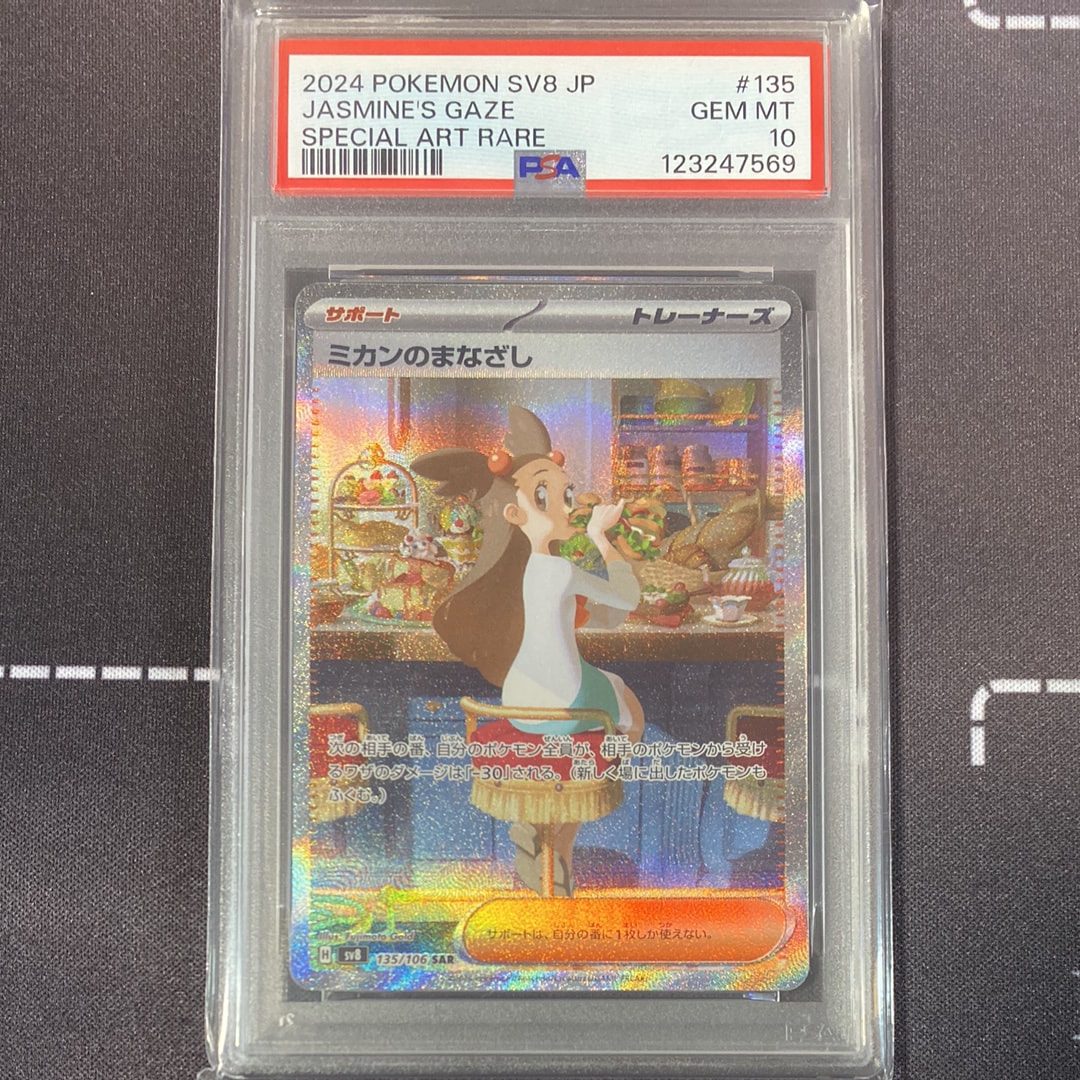 2024 POKEMON SV8 JP #135
JASMINE'S GAZE GEM MT
SPECIAL ART RARE 10
PSA 123247569
サポート トレーナーズ
ミカンのまなざし
次の相手の番、自分のポケモン全員が、相手のポケモンから受け
るワザのダメージは「-30」される。(新しく場に出したポケモンも
ふくむ。)
サポートは、自分の番に1枚しか使えない。
H sv8 135/106 SAR